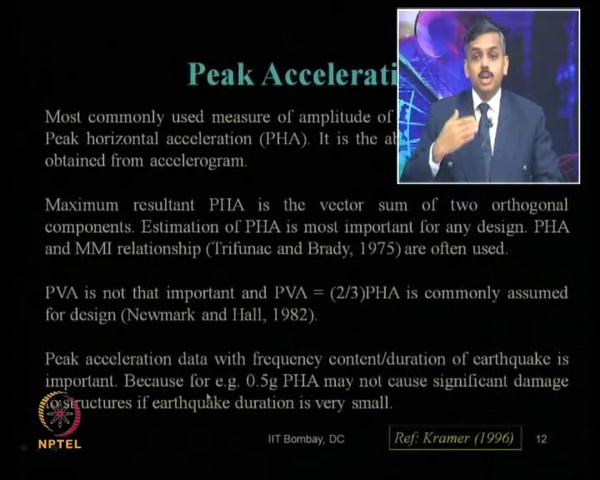 Peak Accelerati
Most commonly used measure of amplitude of
Peak horizontal acceleration (PHA). It is the
obtained from accelerogram.
Maximum resultant PHA is the vector sum of two orthogonal
components. Estimation of PHA is most important for any design. PHA
and MMI relationship (Trifunac and Brady, 1975) are often used.
PVA is not that important and PVA = (2/3)PHA is commonly assumed
for design (Newmark and Hall, 1982).
Peak acceleration data with frequency content/duration of earthquake is
important. Because for e.g. 0.5g PHA may not cause significant damage
to structures if earthquake duration is very small.
NPTEL
IIT Bombay, DC
Ref: Kramer (1996)
12